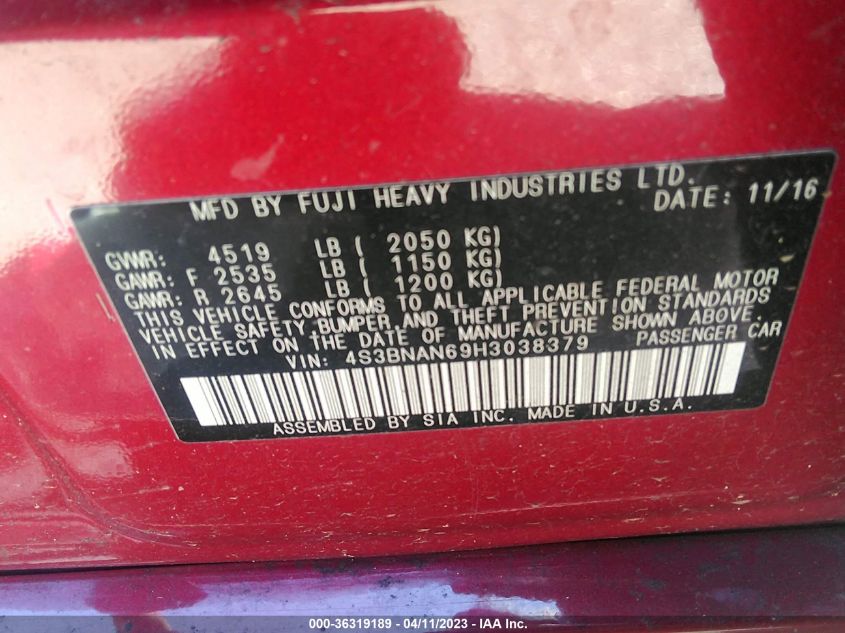 MFD BY FUJI HEAVY INDUSTRIES LTD.
DATE: 11/16
GVWR: 4519 LB ( 2050 KG)
GAWR: F 2535 LB ( 1150 KG)
GAWR: R 2645 LB ( 1200 KG)
THIS VEHICLE CONFORMS TO ALL APPLICABLE FEDERAL MOTOR
VEHICLE SAFETY,BUMPER,AND THEFT PREVENTION STANDARDS
IN EFFECT ON THE DATE OF MANUFACTURE SHOWN ABOVE.
VIN: 4S3BNAN69H3038379 PASSENGER CAR
ASSEMBLED BY SIA INC. MADE IN U.S.A.
000-36319189 - 04/11/2023 - IAA Inc.